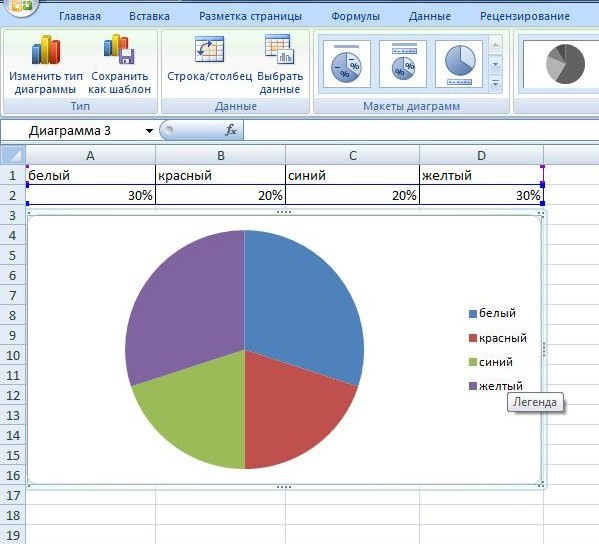 Главная Вставка Разметка страницы Формулы Данные Рецензирование
Изменить тип диаграммы Сохранить как шаблон Строка/столбец Выбрать данные
Тип Данные Макеты диаграмм
Диаграмма 3 fx
A B C D
1 белый красный синий желтый
2 30% 20% 20% 30%
3
4
5
6
7
8 белый
9 красный
10 синий
11 желтый
12 Легенда
13
14
15
16
17
18
19